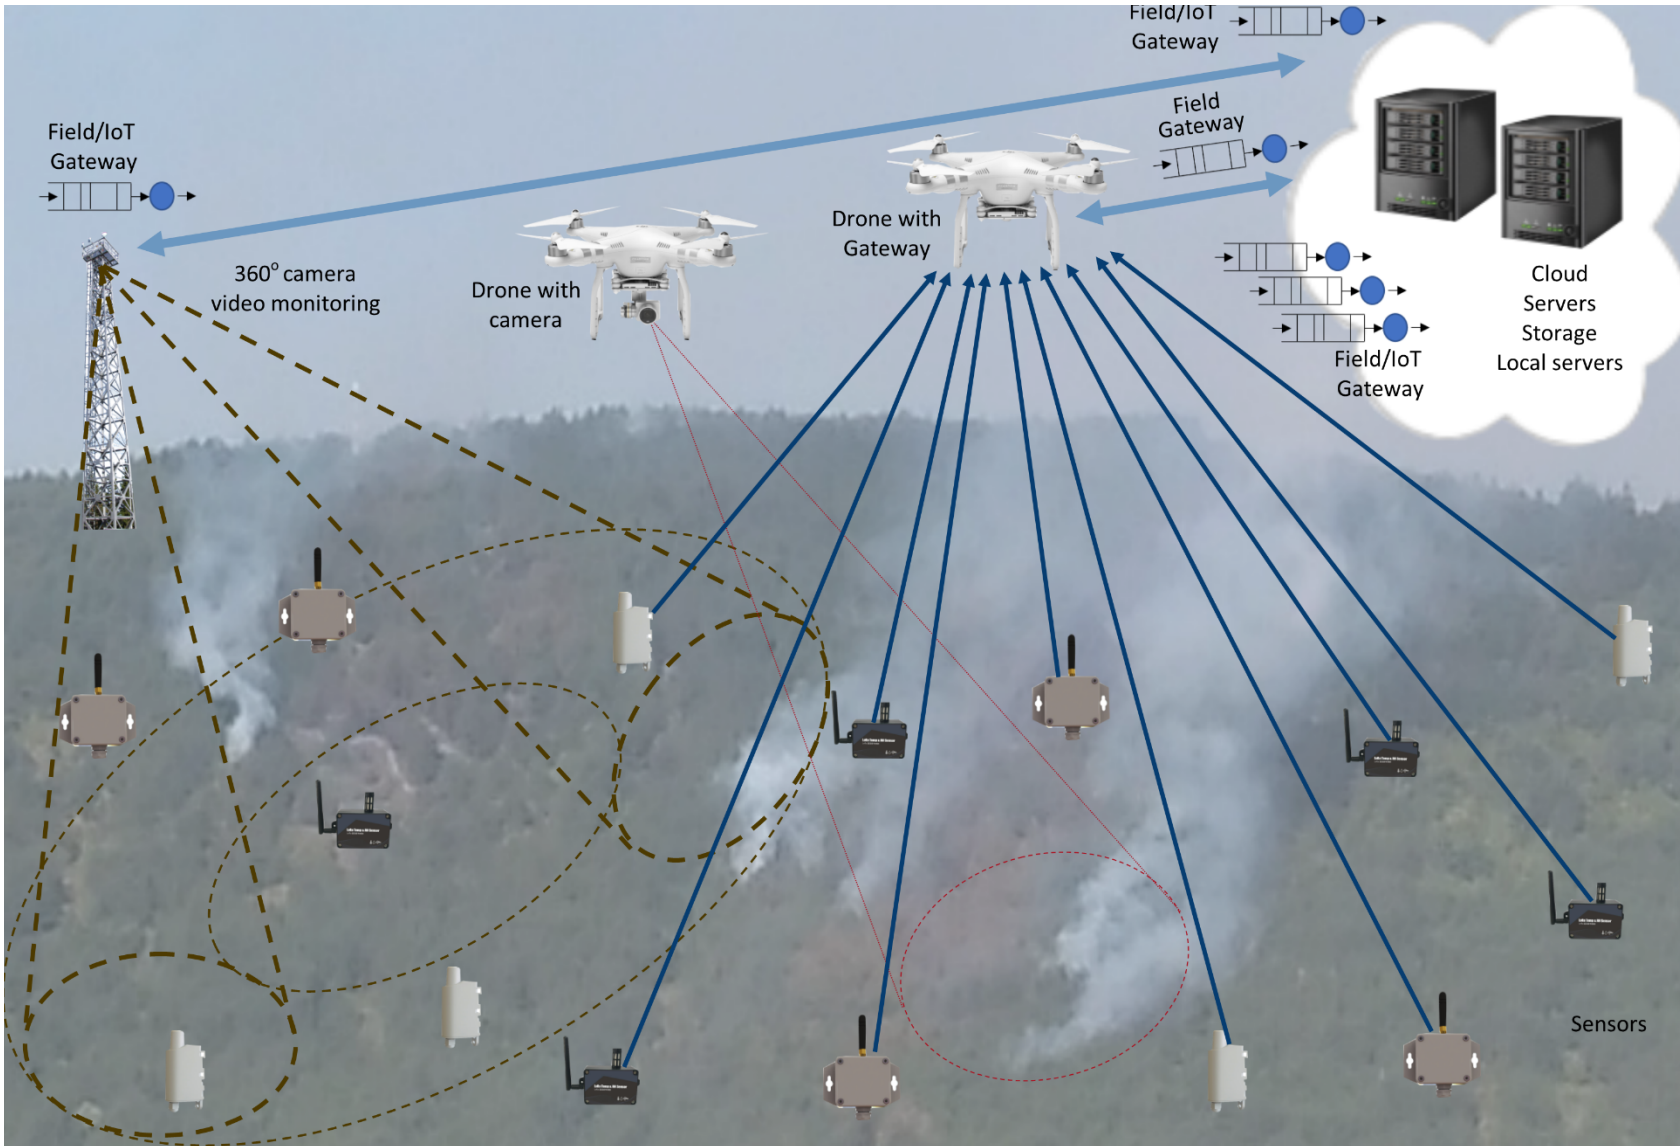 Field/IoT
Gateway
Field
Gateway
Field/IoT
Gateway
Drone with
Gateway
360° camera
video monitoring
Drone with
camera
Cloud
Servers
Storage
Local servers
Field/IoT
Gateway
Sensors